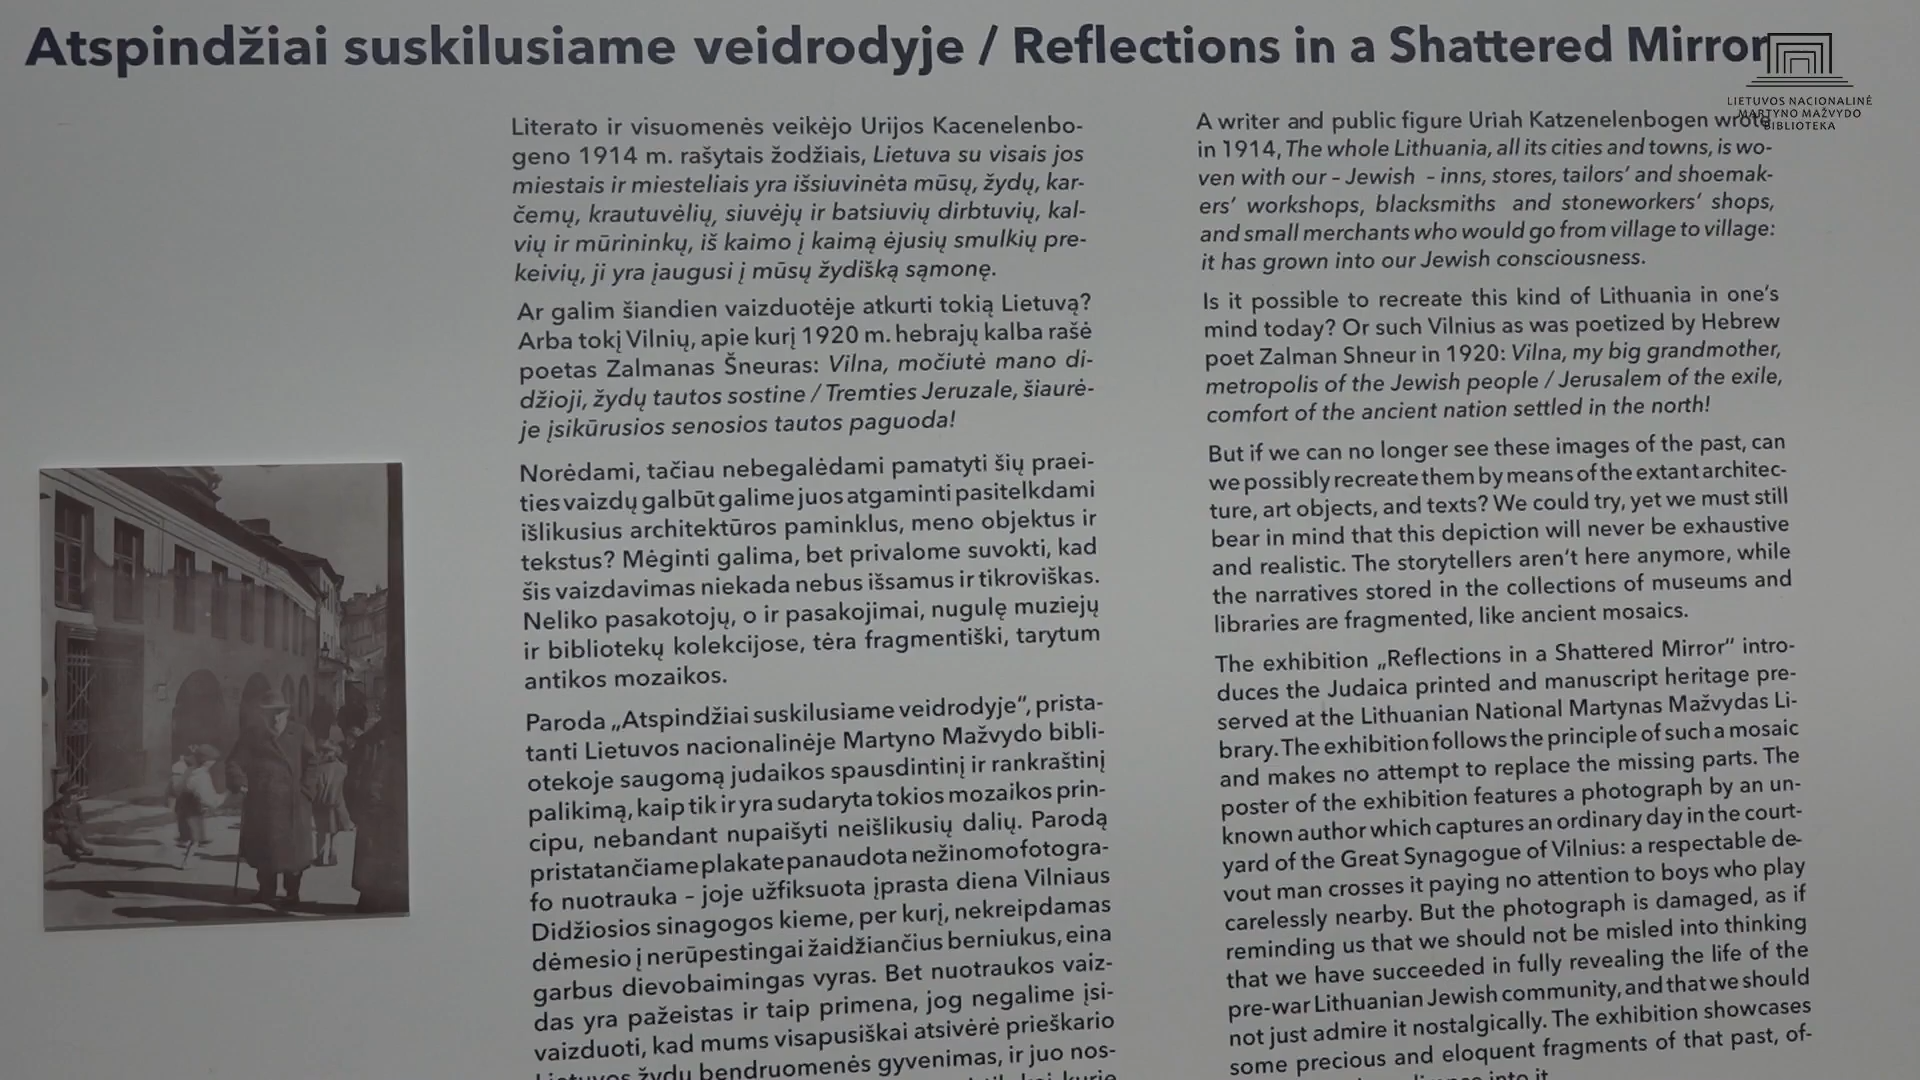 Atspindžiai suskilusiame veidrodyje / Reflections in a Shattered Mirror
LIETUVOS NACIONALINĖ
MARTYNO MAŽVYDO
BIBLIOTEKA
Literato ir visuomenės veikėjo Urijos Kacenelenbo-
geno 1914 m. rašytais žodžiais, Lietuva su visais jos
miestais ir miesteliais yra išsiuvinėta mūsų, žydų, kar-
čemų, krautuvėlių, siuvėjų ir batsiuvių dirbtuvių, kal-
vių ir mūrininkų, iš kaimo į kaimą ėjusių smulkių pre-
keivių, ji yra įaugusi į mūsų žydišką sąmonę.
Ar galim šiandien vaizduotėje atkurti tokią Lietuvą?
Arba tokį Vilnių, apie kurį 1920 m. hebrajų kalba rašė
poetas Zalmanas Šneuras: Vilna, močiutė mano di-
džioji, žydų tautos sostine / Tremties Jeruzale, šiaurė-
je įsikūrusios senosios tautos paguoda!
Norėdami, tačiau nebegalėdami pamatyti šių praei-
ties vaizdų galbūt galime juos atgaminti pasitelkdami
išlikusius architektūros paminklus, meno objektus ir
tekstus? Mėginti galima, bet privalome suvokti, kad
šis vaizdavimas niekada nebus išsamus ir tikroviškas.
Neliko pasakotojų, o ir pasakojimai, nugulę muziejų
ir bibliotekų kolekcijose, tėra fragmentiški, tarytum
antikos mozaikos.
Paroda „Atspindžiai suskilusiame veidrodyje“, prista-
tanti Lietuvos nacionalinėje Martyno Mažvydo bibli-
otekoje saugomą judaikos spausdintinį ir rankraštinį
palikimą, kaip tik ir yra sudaryta tokios mozaikos prin-
cipu, nebandant nupaišyti neišlikusių dalių. Parodą
pristatančiame plakate panaudota nežinomo fotogra-
fo nuotrauka – joje užfiksuota įprasta diena Vilniaus
Didžiosios sinagogos kieme, per kurį, nekreipdamas
dėmesio į nerūpestingai žaidžiančius berniukus, eina
garbus dievobaimingas vyras. Bet nuotraukos vaiz-
das yra pažeistas ir taip primena, jog negalime įsi-
vaizduoti, kad mums visapusiškai atsivėrė prieškario
Lietuvos žydų bendruomenės gyvenimas, ir juo nos-
A writer and public figure Uriah Katzenelenbogen wrote
in 1914, The whole Lithuania, all its cities and towns, is wo-
ven with our – Jewish – inns, stores, tailors’ and shoemak-
ers’ workshops, blacksmiths and stoneworkers’ shops,
and small merchants who would go from village to village:
it has grown into our Jewish consciousness.
Is it possible to recreate this kind of Lithuania in one‘s
mind today? Or such Vilnius as was poetized by Hebrew
poet Zalman Shneur in 1920: Vilna, my big grandmother,
metropolis of the Jewish people / Jerusalem of the exile,
comfort of the ancient nation settled in the north!
But if we can no longer see these images of the past, can
we possibly recreate them by means of the extant architec-
ture, art objects, and texts? We could try, yet we must still
bear in mind that this depiction will never be exhaustive
and realistic. The storytellers aren‘t here anymore, while
the narratives stored in the collections of museums and
libraries are fragmented, like ancient mosaics.
The exhibition „Reflections in a Shattered Mirror“ intro-
duces the Judaica printed and manuscript heritage pre-
served at the Lithuanian National Martynas Mažvydas Li-
brary. The exhibition follows the principle of such a mosaic
and makes no attempt to replace the missing parts. The
poster of the exhibition features a photograph by an un-
known author which captures an ordinary day in the court-
yard of the Great Synagogue of Vilnius: a respectable de-
vout man crosses it paying no attention to boys who play
carelessly nearby. But the photograph is damaged, as if
reminding us that we should not be misled into thinking
that we have succeeded in fully revealing the life of the
pre-war Lithuanian Jewish community, and that we should
not just admire it nostalgically. The exhibition showcases
some precious and eloquent fragments of that past, of-
into it